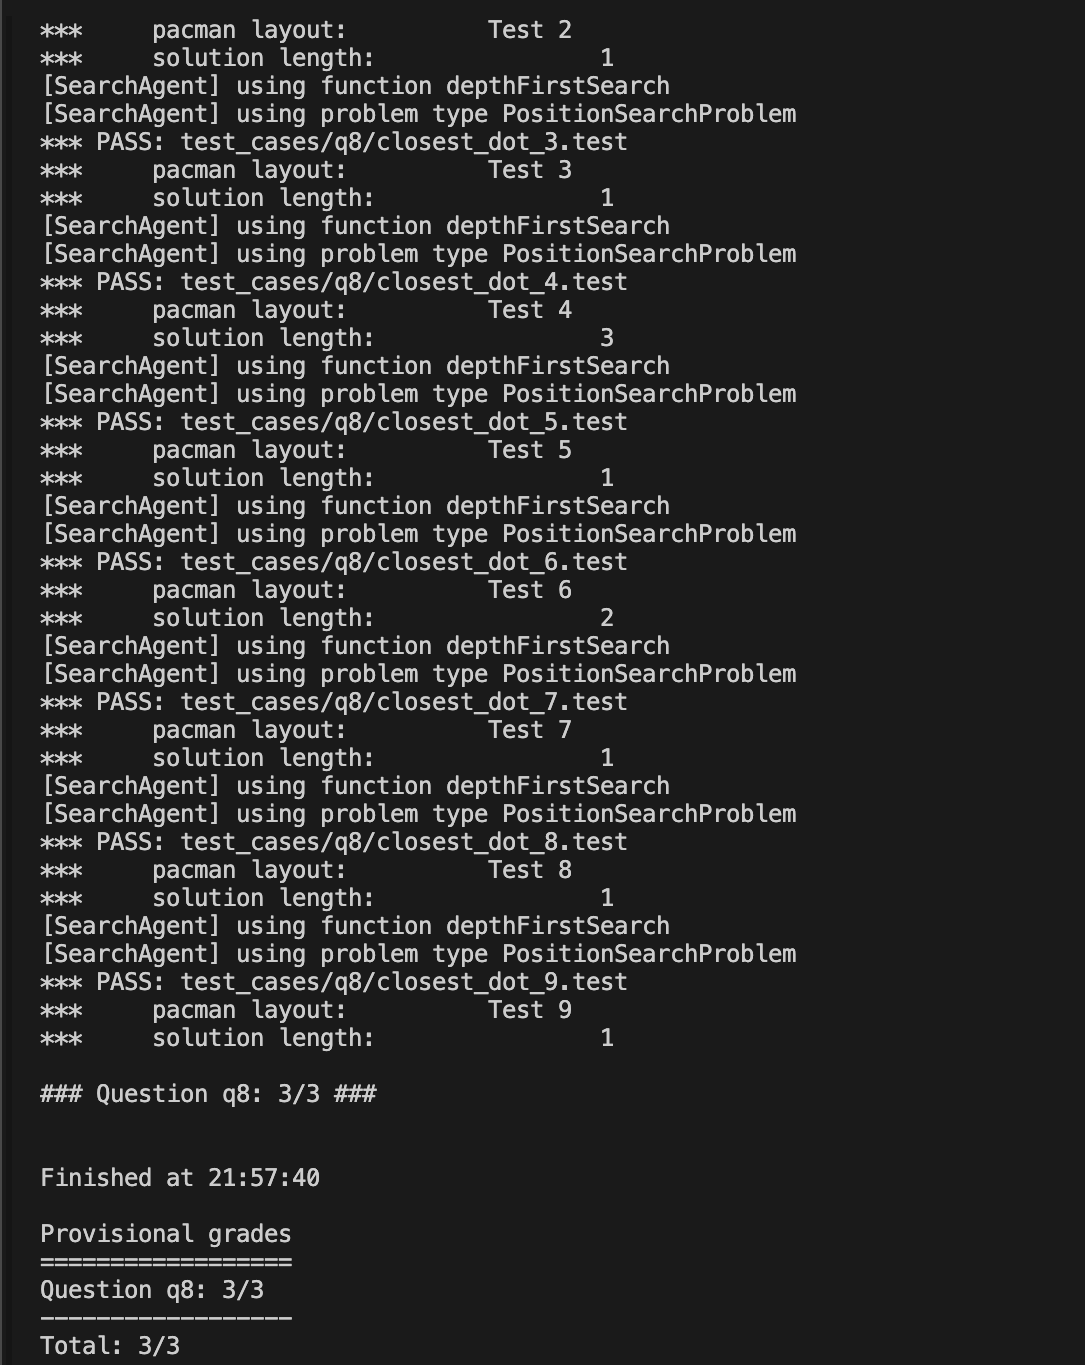 ***     pacman layout:          Test 2
***     solution length:                1
[SearchAgent] using function depthFirstSearch
[SearchAgent] using problem type PositionSearchProblem
*** PASS: test_cases/q8/closest_dot_3.test
***     pacman layout:          Test 3
***     solution length:                1
[SearchAgent] using function depthFirstSearch
[SearchAgent] using problem type PositionSearchProblem
*** PASS: test_cases/q8/closest_dot_4.test
***     pacman layout:          Test 4
***     solution length:                3
[SearchAgent] using function depthFirstSearch
[SearchAgent] using problem type PositionSearchProblem
*** PASS: test_cases/q8/closest_dot_5.test
***     pacman layout:          Test 5
***     solution length:                1
[SearchAgent] using function depthFirstSearch
[SearchAgent] using problem type PositionSearchProblem
*** PASS: test_cases/q8/closest_dot_6.test
***     pacman layout:          Test 6
***     solution length:                2
[SearchAgent] using function depthFirstSearch
[SearchAgent] using problem type PositionSearchProblem
*** PASS: test_cases/q8/closest_dot_7.test
***     pacman layout:          Test 7
***     solution length:                1
[SearchAgent] using function depthFirstSearch
[SearchAgent] using problem type PositionSearchProblem
*** PASS: test_cases/q8/closest_dot_8.test
***     pacman layout:          Test 8
***     solution length:                1
[SearchAgent] using function depthFirstSearch
[SearchAgent] using problem type PositionSearchProblem
*** PASS: test_cases/q8/closest_dot_9.test
***     pacman layout:          Test 9
***     solution length:                1

### Question q8: 3/3 ###

Finished at 21:57:40

Provisional grades
==================
Question q8: 3/3
------------------
Total: 3/3